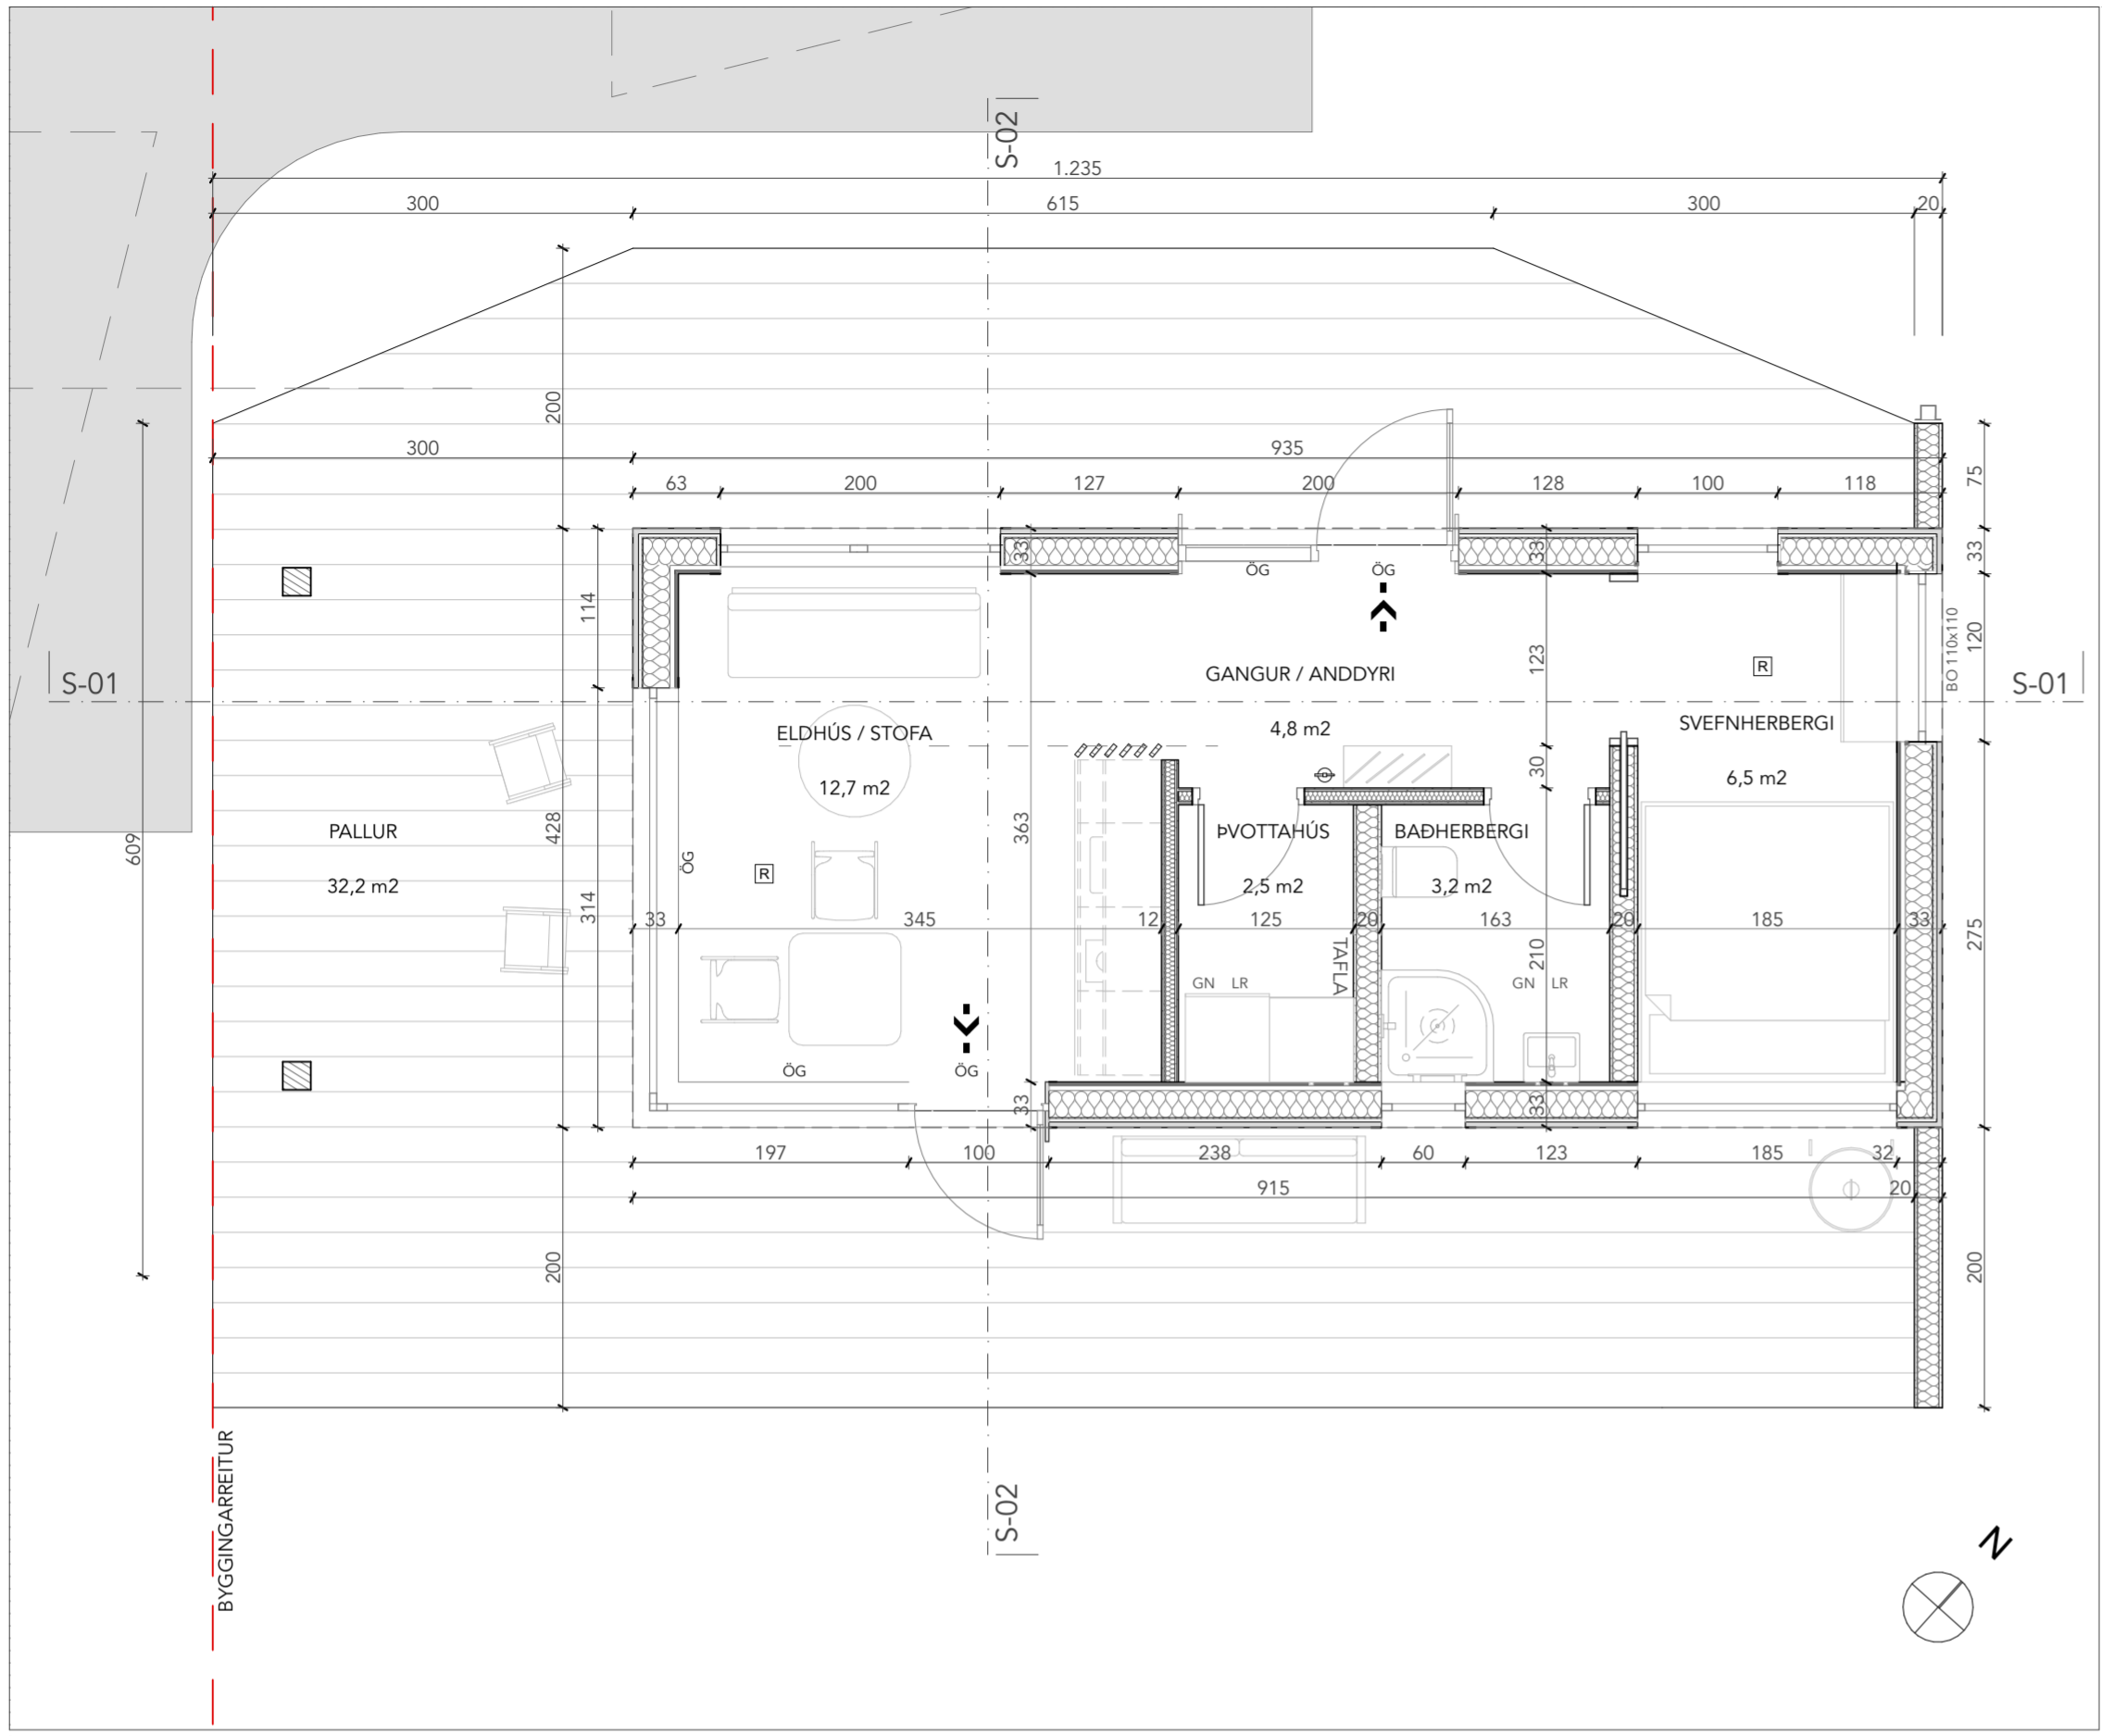 S-02
1.235
300 615 300 20
200
300 935
63 200 127 200 128 100 118
75
33 33 33
ÖG ÖG
114
BO 110x110
120
123
R
S-01 S-01
GANGUR / ANDDYRI
4,8 m2
ELDHÚS / STOFA
12,7 m2
SVEFNHERBERGI
6,5 m2
30
609
PALLUR
32,2 m2
428
363
ÞVOTTAHÚS
2,5 m2
BAÐHERBERGI
3,2 m2
ÖG
R
314
33 345 12 125 20 163 20 185 33
210
275
TAFLA
GN LR GN LR
ÖG ÖG
33 33
197 100 238 60 123 185 32
915 20
200 200
BYGGINGARREITUR
S-02
N